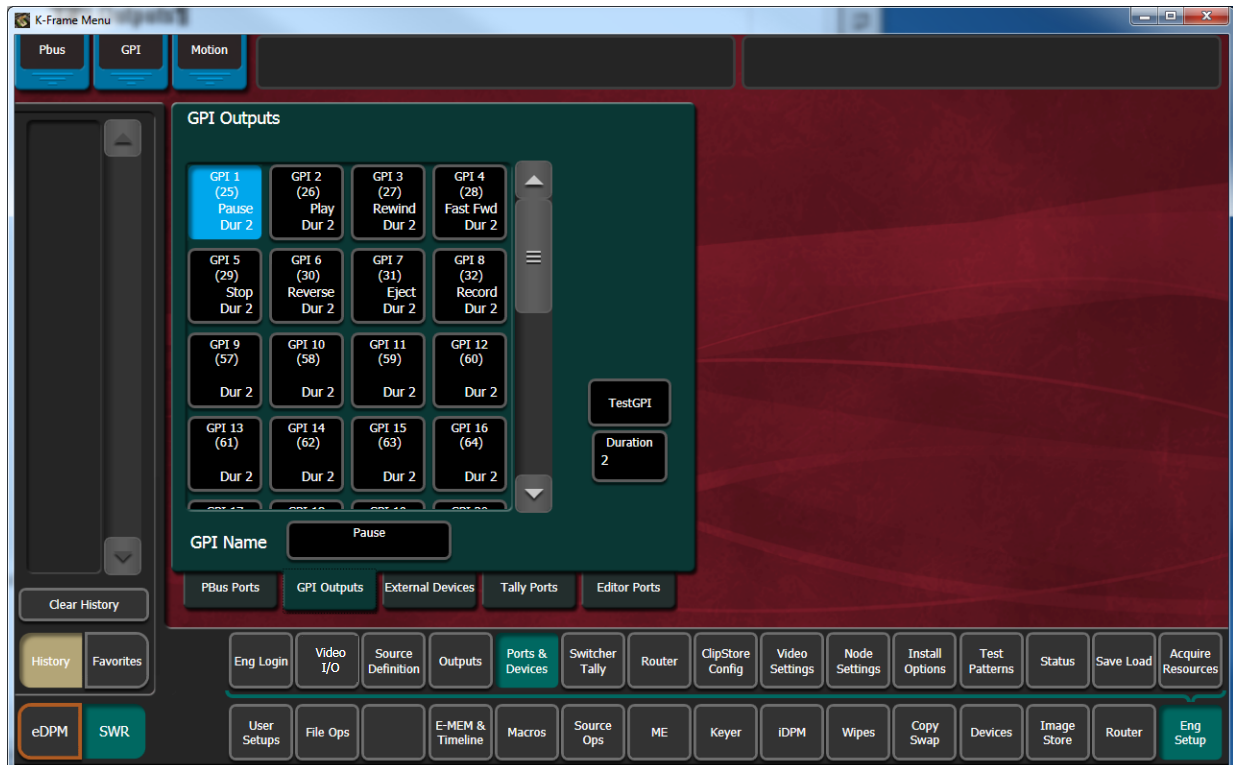 K-Frame Menu
Pbus
GPI
Motion
GPI Outputs
GPI 1
(25)
Pause
Dur 2
GPI 2
(26)
Play
Dur 2
GPI 3
(27)
Rewind
Dur 2
GPI 4
(28)
Fast Fwd
Dur 2
GPI 5
(29)
Stop
Dur 2
GPI 6
(30)
Reverse
Dur 2
GPI 7
(31)
Eject
Dur 2
GPI 8
(32)
Record
Dur 2
GPI 9
(57)
Dur 2
GPI 10
(58)
Dur 2
GPI 11
(59)
Dur 2
GPI 12
(60)
Dur 2
GPI 13
(61)
Dur 2
GPI 14
(62)
Dur 2
GPI 15
(63)
Dur 2
GPI 16
(64)
Dur 2
TestGPI
Duration
2
GPI Name
Pause
PBus Ports
GPI Outputs
External Devices
Tally Ports
Editor Ports
Clear History
History
Favorites
Eng Login
Video
I/O
Source
Definition
Outputs
Ports &
Devices
Switcher
Tally
Router
ClipStore
Config
Video
Settings
Node
Settings
Install
Options
Test
Patterns
Status
Save Load
Acquire
Resources
eDPM
SWR
User
Setups
File Ops
E-MEM &
Timeline
Macros
Source
Ops
ME
Keyer
iDPM
Wipes
Copy
Swap
Devices
Image
Store
Router
Eng
Setup